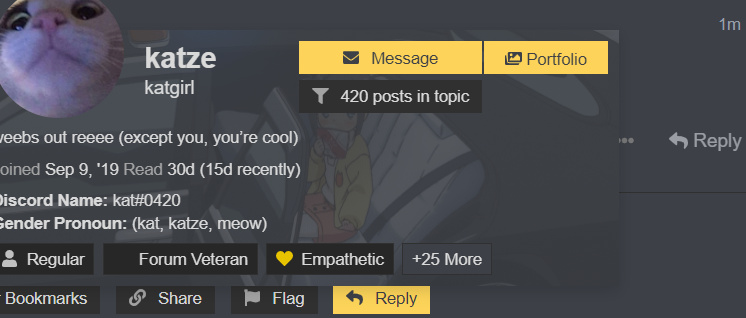 1m
katze
katgirl
Message
Portfolio
420 posts in topic
weebs out reeee (except you, you're cool)
Joined Sep 9, '19 Read 30d (15d recently)
Reply
Discord Name: kat#0420
Gender Pronoun: (kat, katze, meow)
Regular
Forum Veteran
Empathetic
+25 More
Bookmarks
Share
Flag
Reply